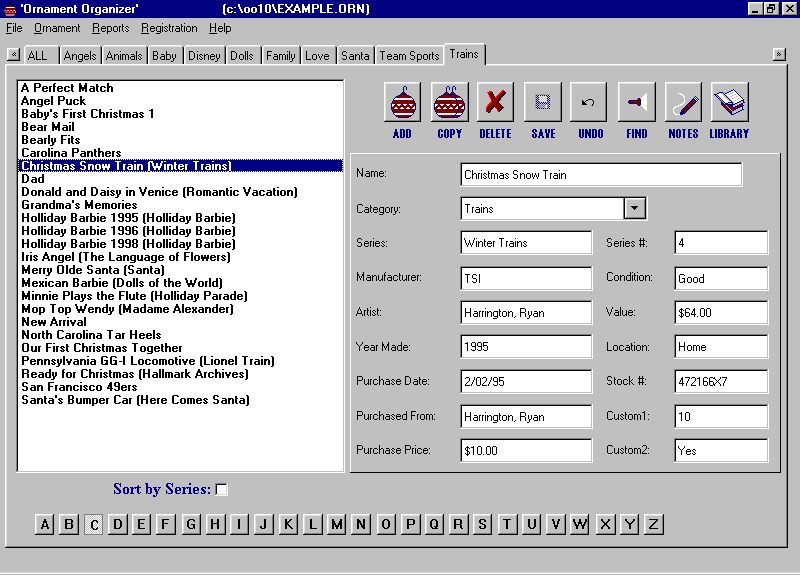 'Ornament Organizer' (c:\oo10\EXAMPLE.ORN)
File Ornament Reports Registration Help
« ALL Angels Animals Baby Disney Dolls Family Love Santa Team Sports Trains »
A Perfect Match
Angel Puck
Baby's First Christmas 1
Bear Mail
Bearly Fits
Carolina Panthers
Christmas Snow Train (Winter Trains)
Dad
Donald and Daisy in Venice (Romantic Vacation)
Grandma's Memories
Holliday Barbie 1995 (Holliday Barbie)
Holliday Barbie 1996 (Holliday Barbie)
Holliday Barbie 1998 (Holliday Barbie)
Iris Angel (The Language of Flowers)
Merry Olde Santa (Santa)
Mexican Barbie (Dolls of the World)
Minnie Plays the Flute (Holliday Parade)
Mop Top Wendy (Madame Alexander)
New Arrival
North Carolina Tar Heels
Our First Christmas Together
Pennsylvania GG-I Locomotive (Lionel Train)
Ready for Christmas (Hallmark Archives)
San Francisco 49ers
Santa's Bumper Car (Here Comes Santa)
Sort by Series:
ADD COPY DELETE SAVE UNDO FIND NOTES LIBRARY
Name: Christmas Snow Train
Category: Trains
Series: Winter Trains Series #: 4
Manufacturer: TSI Condition: Good
Artist: Harrington, Ryan Value: $64.00
Year Made: 1995 Location: Home
Purchase Date: 2/02/95 Stock #: 472166X7
Purchased From: Harrington, Ryan Custom1: 10
Purchase Price: $10.00 Custom2: Yes
A B C D E F G H I J K L M N O P Q R S T U V W X Y Z